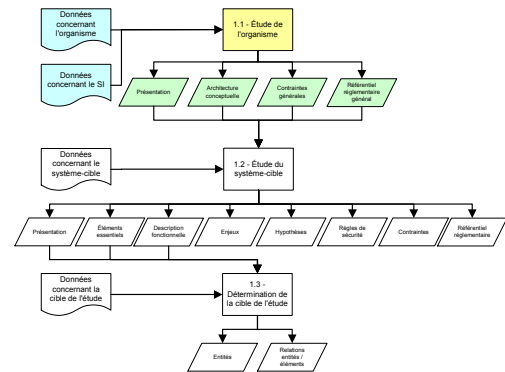 Données
concernant
l'organisme
1.1 - Étude de
l'organisme
Données
concernant le SI
Présentation
Architecture
conceptuelle
Contraintes
générales
Référentiel
réglementaire
général
Données
concernant le
système-cible
1.2 - Étude du
système-cible
Présentation
Éléments
essentiels
Description
fonctionnelle
Enjeux
Hypothèses
Règles de
sécurité
Contraintes
Référentiel
réglementaire
Données
concernant la
cible de l'étude
1.3 -
Détermination de
la cible de l'étude
Entités
Relations
entités /
éléments